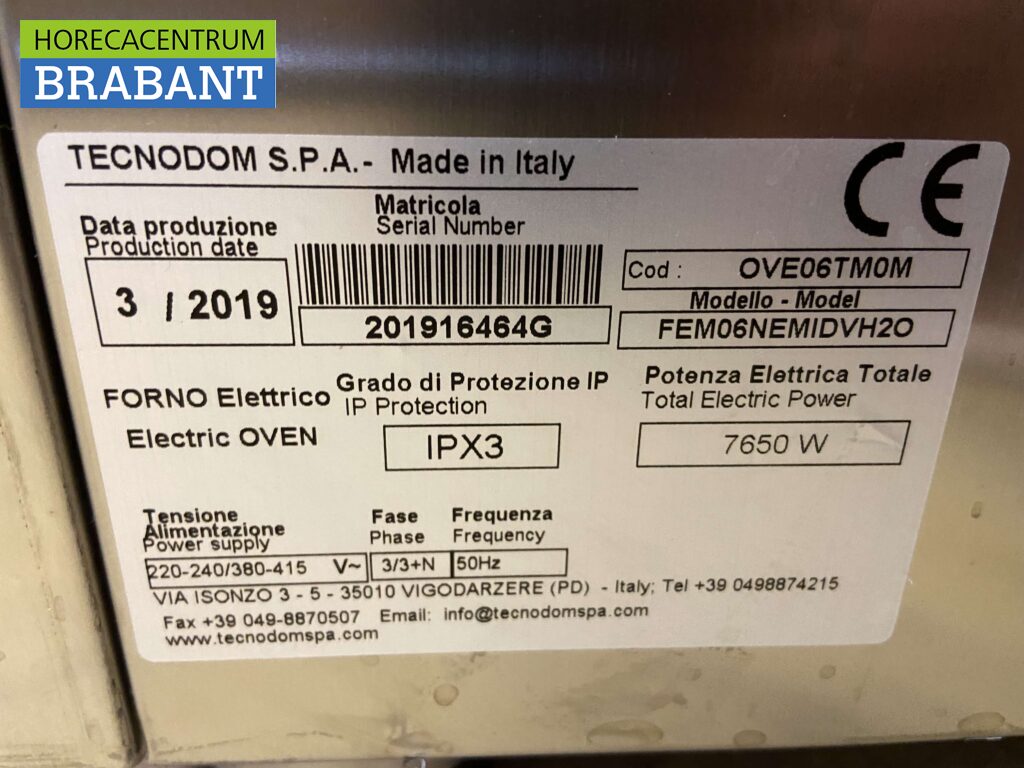 HORECACENTRUM
BRABANT
TECNODOM S.P.A.- Made in Italy
CE
Data produzione
Production date
3 / 2019
Matricola
Serial Number
201916464G
Cod : OVE06TM0M
Modello - Model
FEM06NEMIDVH2O
FORNO Elettrico
Electric OVEN
Grado di Protezione IP
IP Protection
IPX3
Potenza Elettrica Totale
Total Electric Power
7650 W
Tensione
Alimentazione
Power supply
220-240/380-415 V~
Fase
Phase
3/3+N
Frequenza
Frequency
50Hz
VIA ISONZO 3 - 5 - 35010 VIGODARZERE (PD) - Italy; Tel +39 0498874215
Fax +39 049-8870507 Email: info@tecnodomspa.com
www.tecnodomspa.com